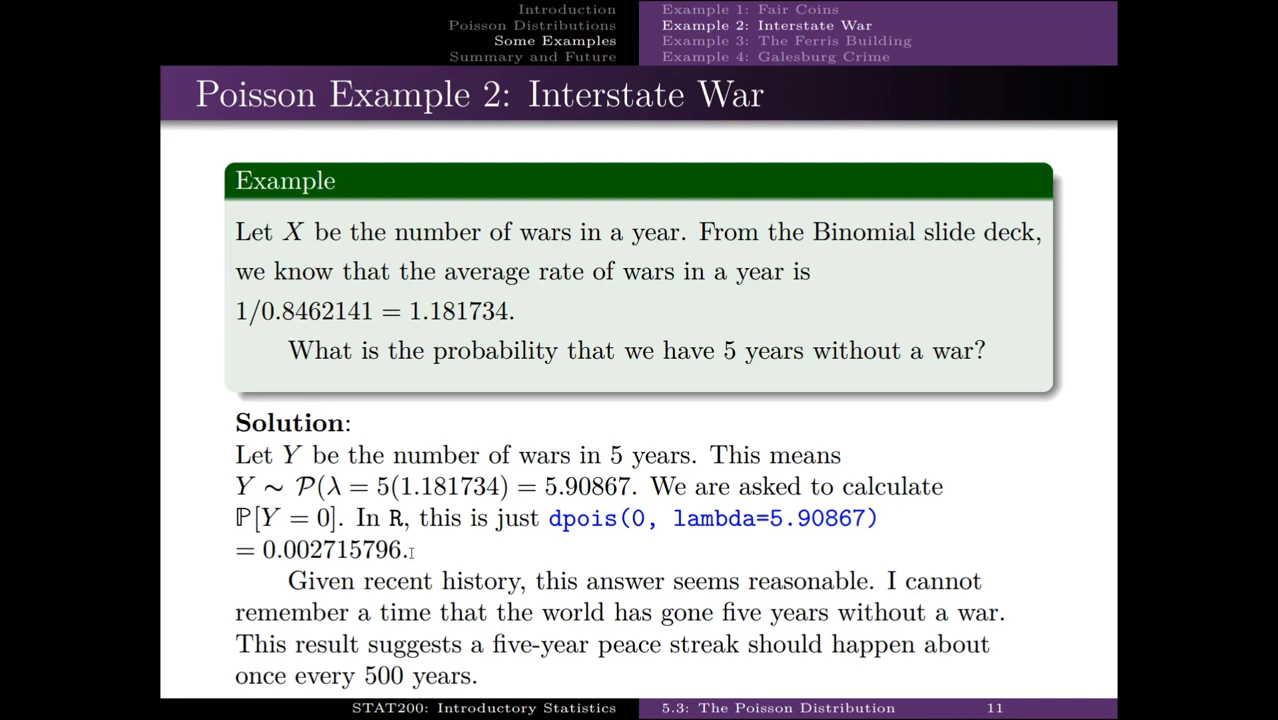 Introduction
Poisson Distributions
Some Examples
Summary and Future
Example 1: Fair Coins
Example 2: Interstate War
Example 3: The Ferris Building
Example 4: Galesburg Crime
Poisson Example 2: Interstate War
Example
Let X be the number of wars in a year. From the Binomial slide deck,
we know that the average rate of wars in a year is
1/0.8462141 = 1.181734.
What is the probability that we have 5 years without a war?
Solution:
Let Y be the number of wars in 5 years. This means
Y ∼ 𝒫(λ = 5(1.181734) = 5.90867. We are asked to calculate
ℙ[Y = 0]. In R, this is just dpois(0, lambda=5.90867)
= 0.002715796.
Given recent history, this answer seems reasonable. I cannot
remember a time that the world has gone five years without a war.
This result suggests a five-year peace streak should happen about
once every 500 years.
STAT200: Introductory Statistics
5.3: The Poisson Distribution
11